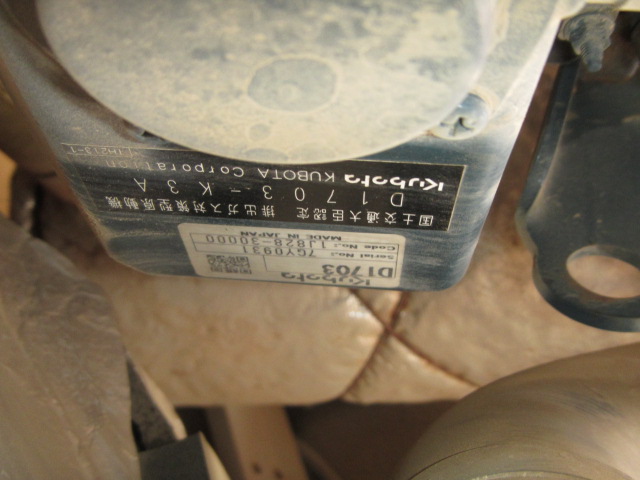 Kubota
D1703
Serial No.: 7GY0931
Code No.: 1J828-30000
MADE IN JAPAN
国土交通大臣認定 排出ガス対策型原動機
D1703-K3A
Kubota KUBOTA Corporation